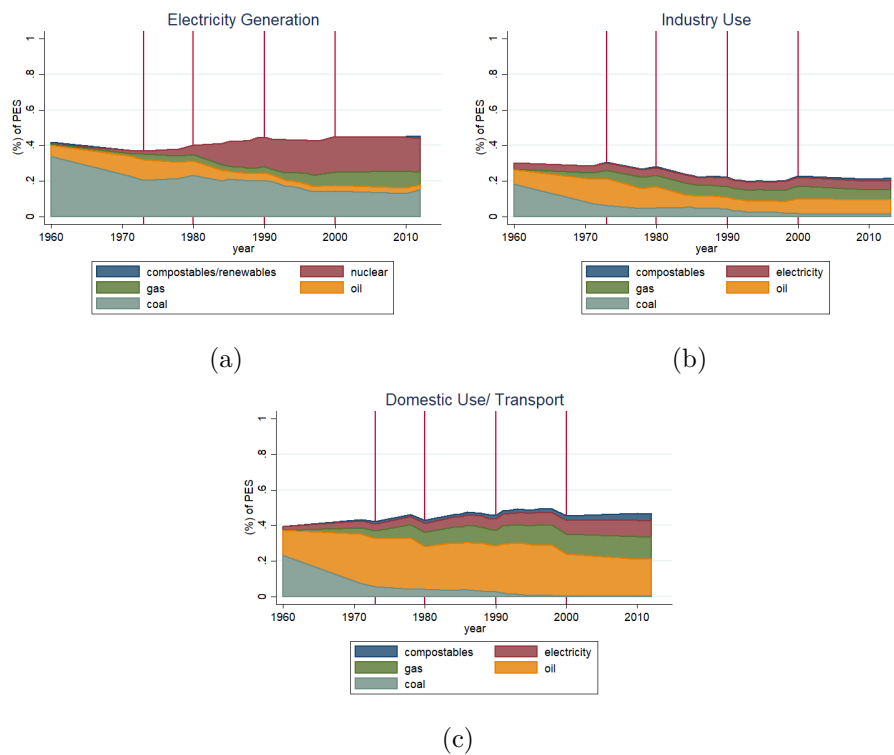 Electricity Generation
(%) of PES
1
.8
.6
.4
.2
0
1960 1970 1980 1990 2000 2010
year
compostables/renewables nuclear
gas oil
coal
(a)
Industry Use
(%) of PES
1
.8
.6
.4
.2
0
1960 1970 1980 1990 2000 2010
year
compostables electricity
gas oil
coal
(b)
Domestic Use/ Transport
(%) of PES
1
.8
.6
.4
.2
0
1960 1970 1980 1990 2000 2010
year
compostables electricity
gas oil
coal
(c)